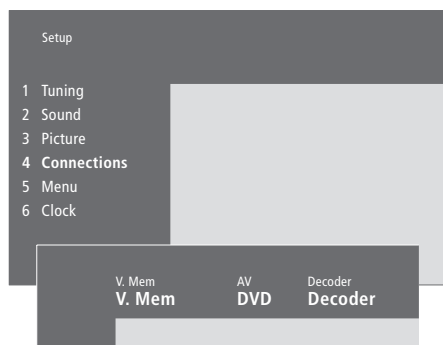 Setup
1 Tuning
2 Sound
3 Picture
4 Connections
5 Menu
6 Clock
V. Mem AV Decoder
V. Mem DVD Decoder